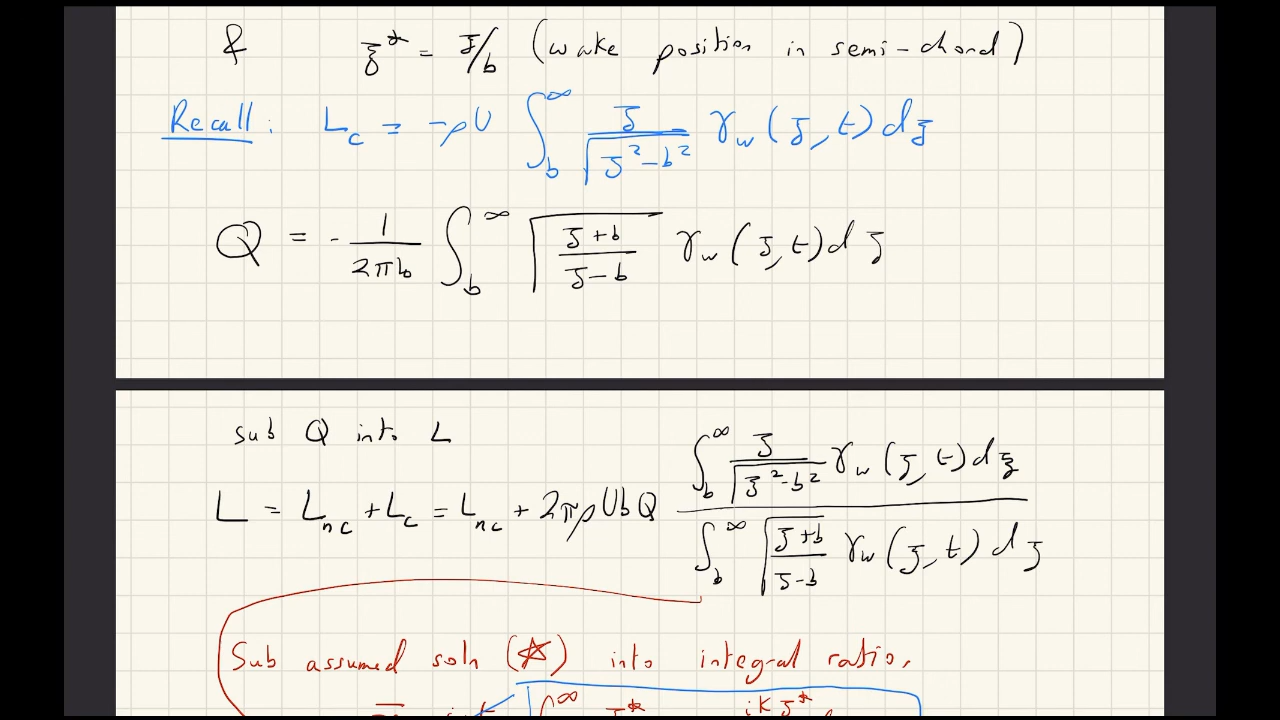 & ξ* = ξ/b (wake position in semi-chord)
Recall: L_c = -ρU ∫_b^∞ ξ/√(ξ²-b²) γ_w(ξ,t) dξ
Q = -1/(2πb) ∫_b^∞ √((ξ+b)/(ξ-b)) γ_w(ξ,t) dξ
sub Q into L
L = L_nc + L_c = L_nc + 2πρUbQ (∫_b^∞ ξ/√(ξ²-b²) γ_w(ξ,t) dξ)/(∫_b^∞ √((ξ+b)/(ξ-b)) γ_w(ξ,t) dξ)
Sub assumed soln (☆) into integral ratio.